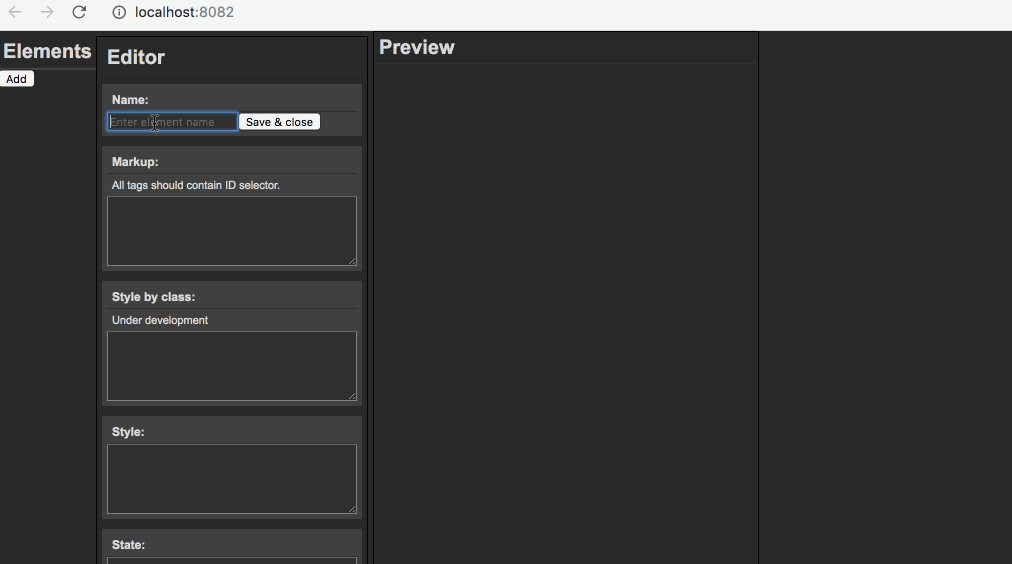 localhost:8082
Elements
Add
Editor
Name:
Enter element name
Save & close
Markup:
All tags should contain ID selector.
Style by class:
Under development
Style:
State:
Preview